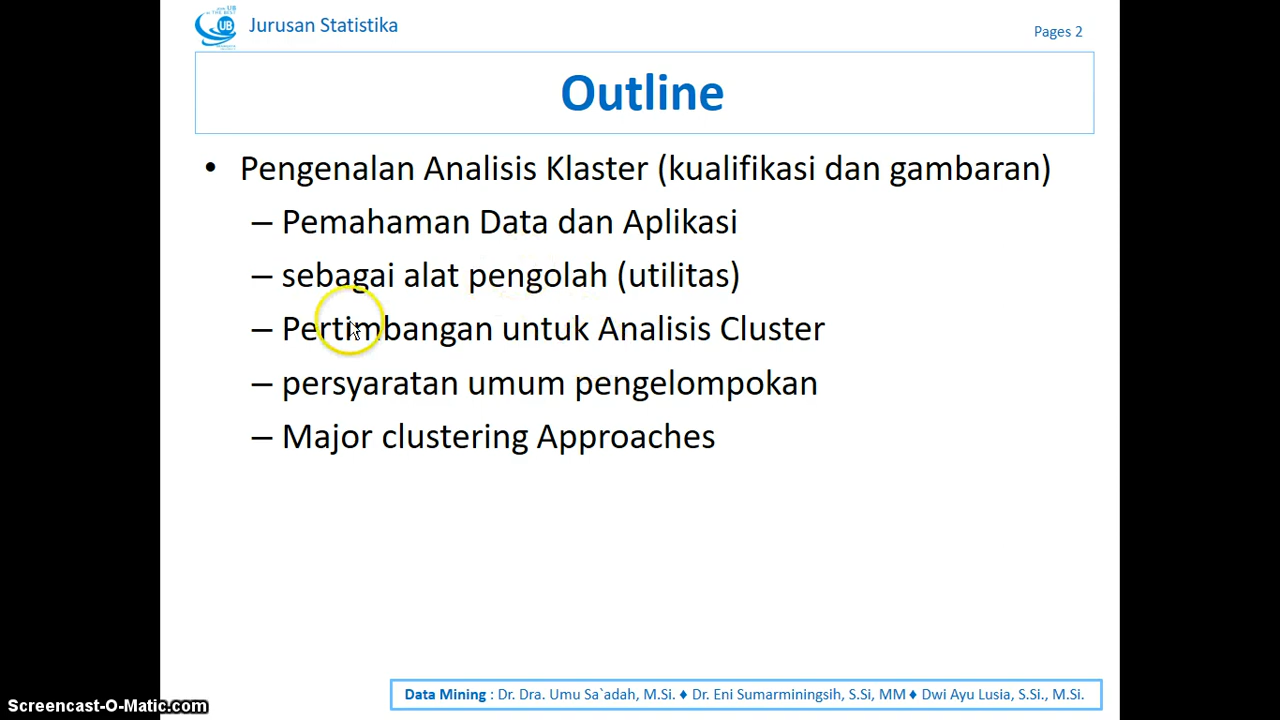 UB
Jurusan Statistika
Pages 2
Outline
• Pengenalan Analisis Klaster (kualifikasi dan gambaran)
– Pemahaman Data dan Aplikasi
– sebagai alat pengolah (utilitas)
– Pertimbangan untuk Analisis Cluster
– persyaratan umum pengelompokan
– Major clustering Approaches
Data Mining : Dr. Dra. Umu Sa`adah, M.Si. ♦ Dr. Eni Sumarminingsih, S.Si, MM ♦ Dwi Ayu Lusia, S.Si., M.Si.
Screencast-O-Matic.com